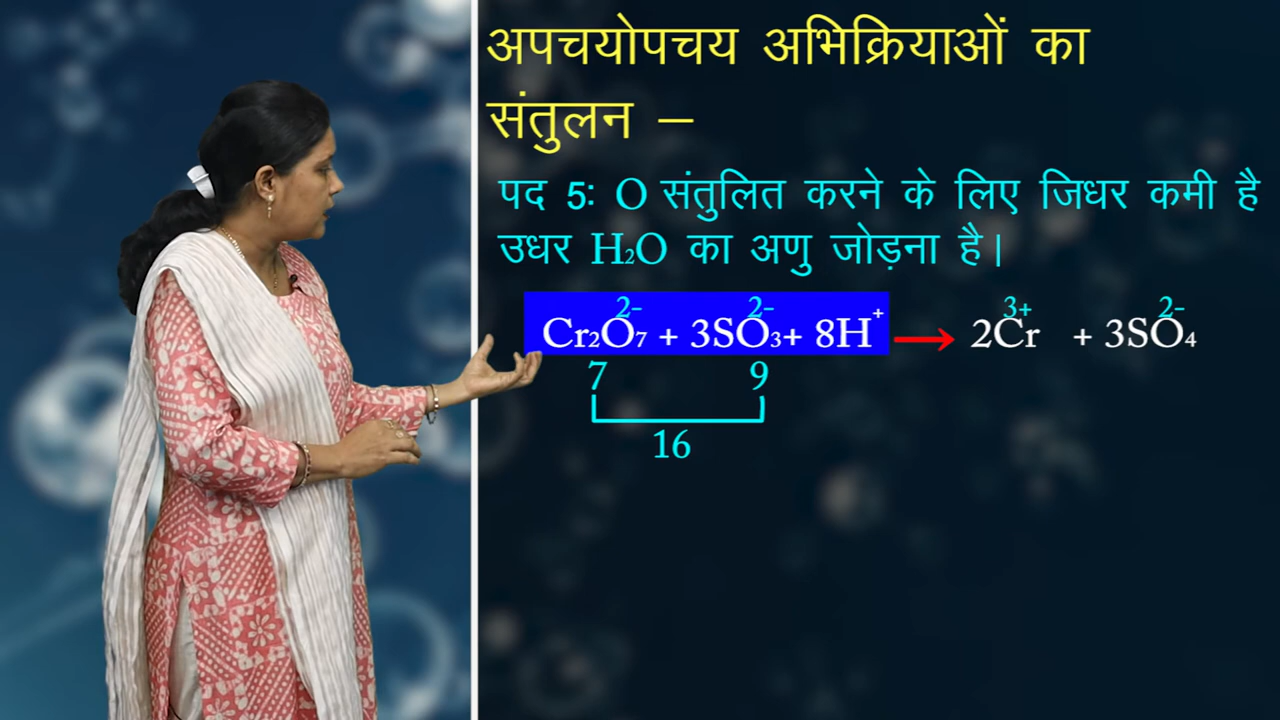 अपचयोपचय अभिक्रियाओं का
संतुलन –
पद 5: O संतुलित करने के लिए जिधर कमी है
उधर H₂O का अणु जोड़ना है।
Cr₂O₇²⁻ + 3SO₃²⁻ + 8H⁺ → 2Cr³⁺ + 3SO₄²⁻
7 9
16